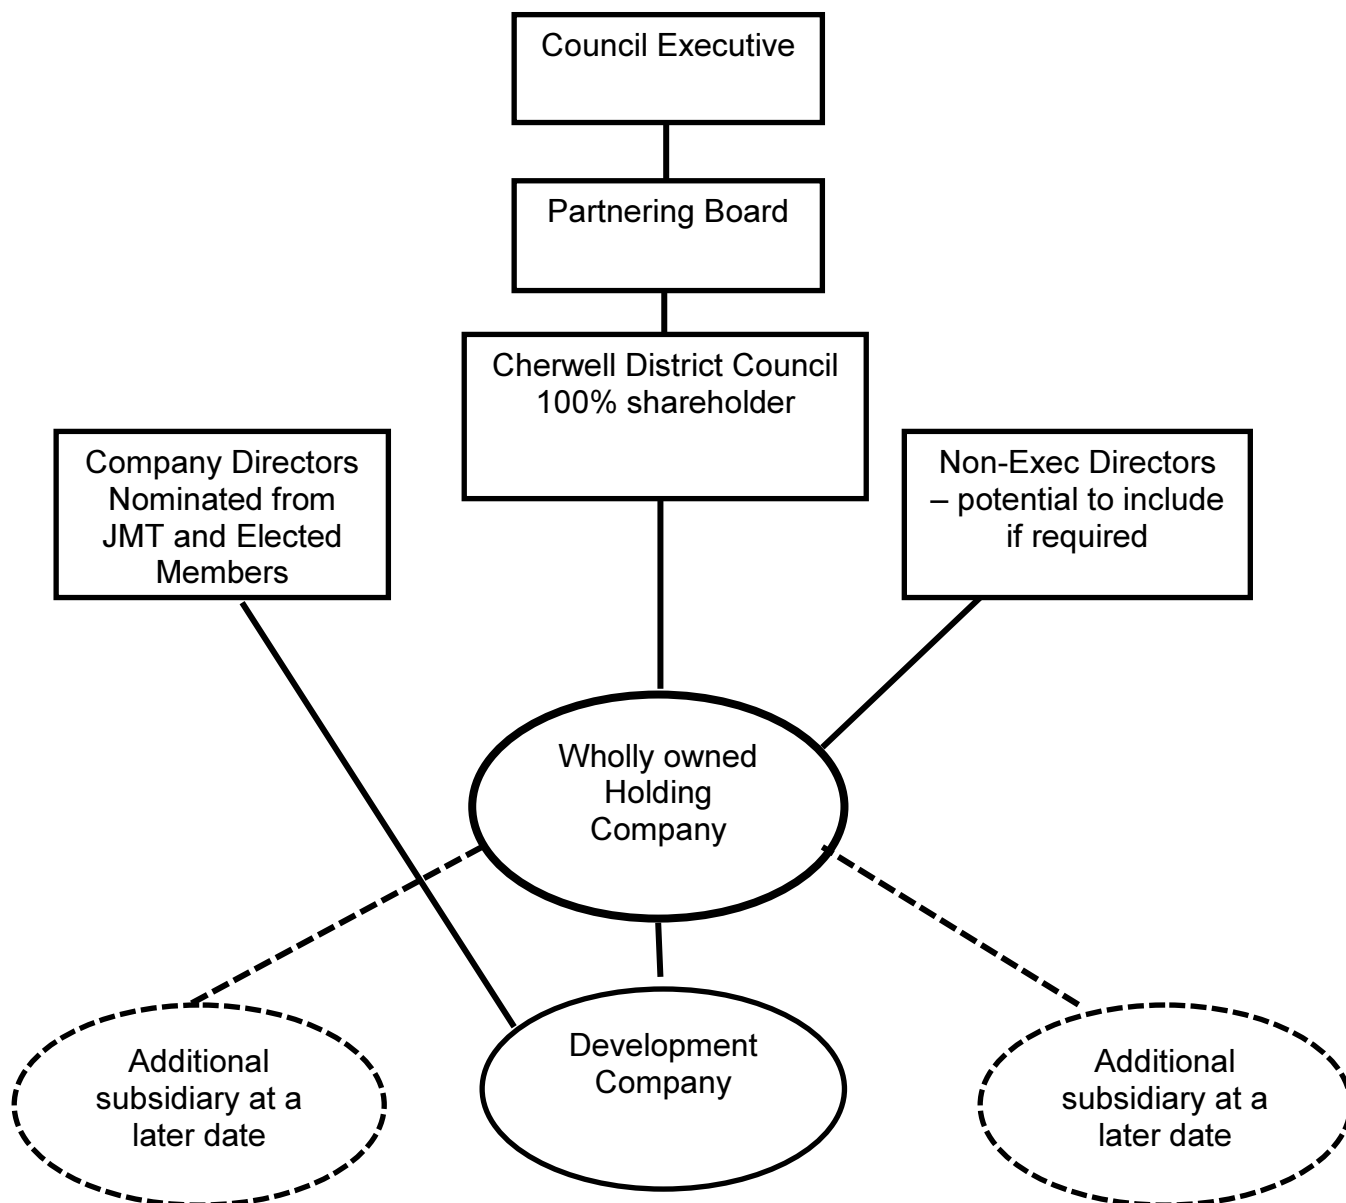 Council Executive
Partnering Board
Cherwell District Council
100% shareholder
Company Directors
Nominated from
JMT and Elected
Members
Non-Exec Directors
– potential to include
if required
Wholly owned
Holding
Company
Additional
subsidiary at a
later date
Development
Company
Additional
subsidiary at a
later date